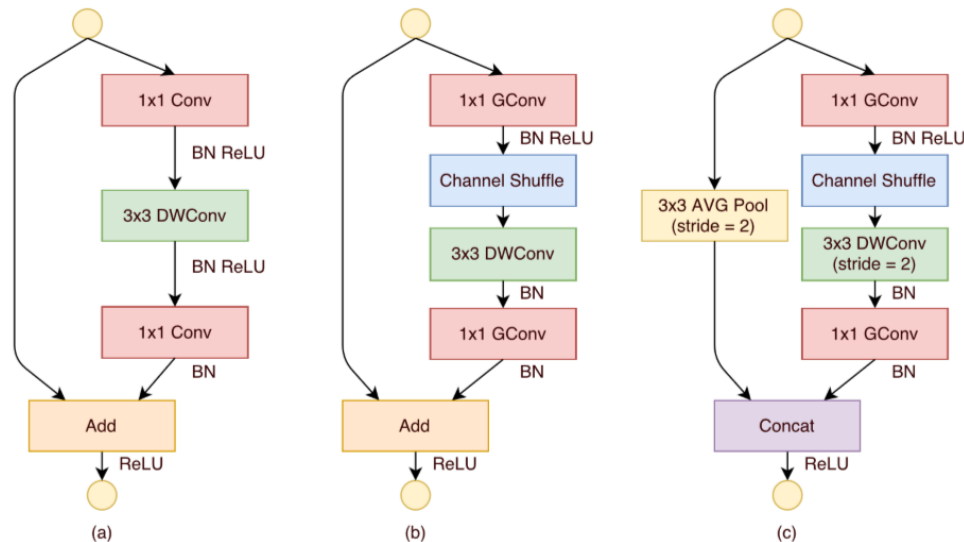 1x1 Conv
BN ReLU
3x3 DWConv
BN ReLU
1x1 Conv
BN
Add
ReLU
(a)
1x1 GConv
BN ReLU
Channel Shuffle
3x3 DWConv
BN
1x1 GConv
BN
Add
ReLU
(b)
3x3 AVG Pool
(stride = 2)
1x1 GConv
BN ReLU
Channel Shuffle
3x3 DWConv
(stride = 2)
BN
1x1 GConv
BN
Concat
ReLU
(c)